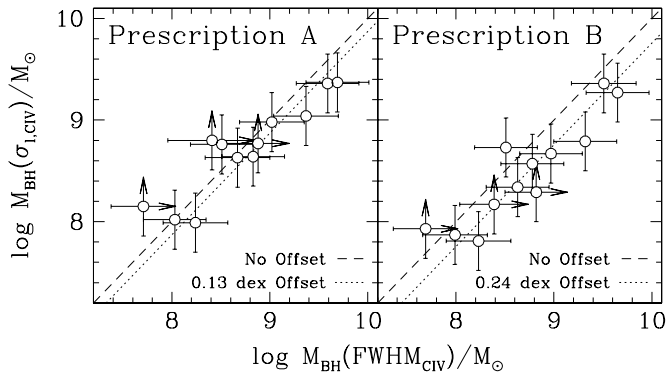 Prescription A
Prescription B
log M_BH(σ_l,CIV)/M_⊙
10
9
8
No Offset
0.13 dex Offset
No Offset
0.24 dex Offset
8
9
10
8
9
10
log M_BH(FWHM_CIV)/M_⊙